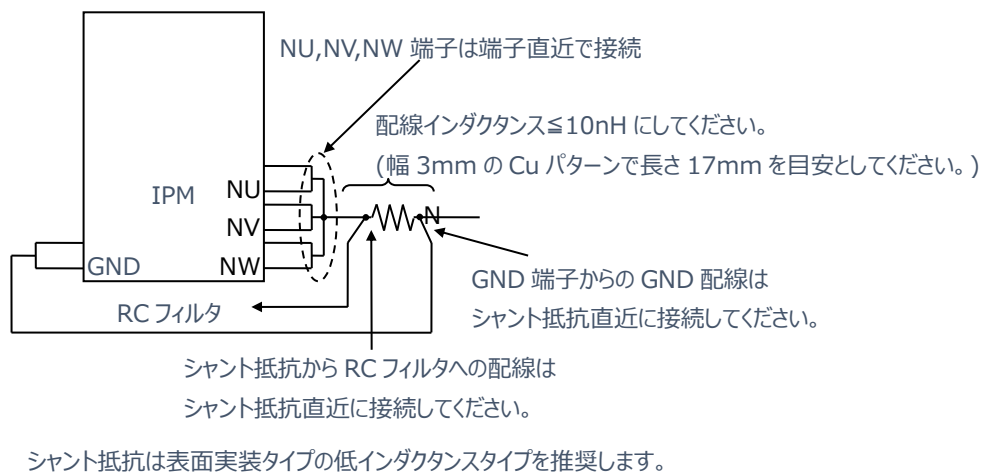 NU,NV,NW 端子は端子直近で接続
配線インダクタンス≦10nH にしてください。
(幅 3mm の Cu パターンで長さ 17mm を目安としてください。)
IPM
NU
NV
NW
N
GND
GND 端子からの GND 配線は
シャント抵抗直近に接続してください。
RC フィルタ
シャント抵抗から RC フィルタへの配線は
シャント抵抗直近に接続してください。
シャント抵抗は表面実装タイプの低インダクタンスタイプを推奨します。